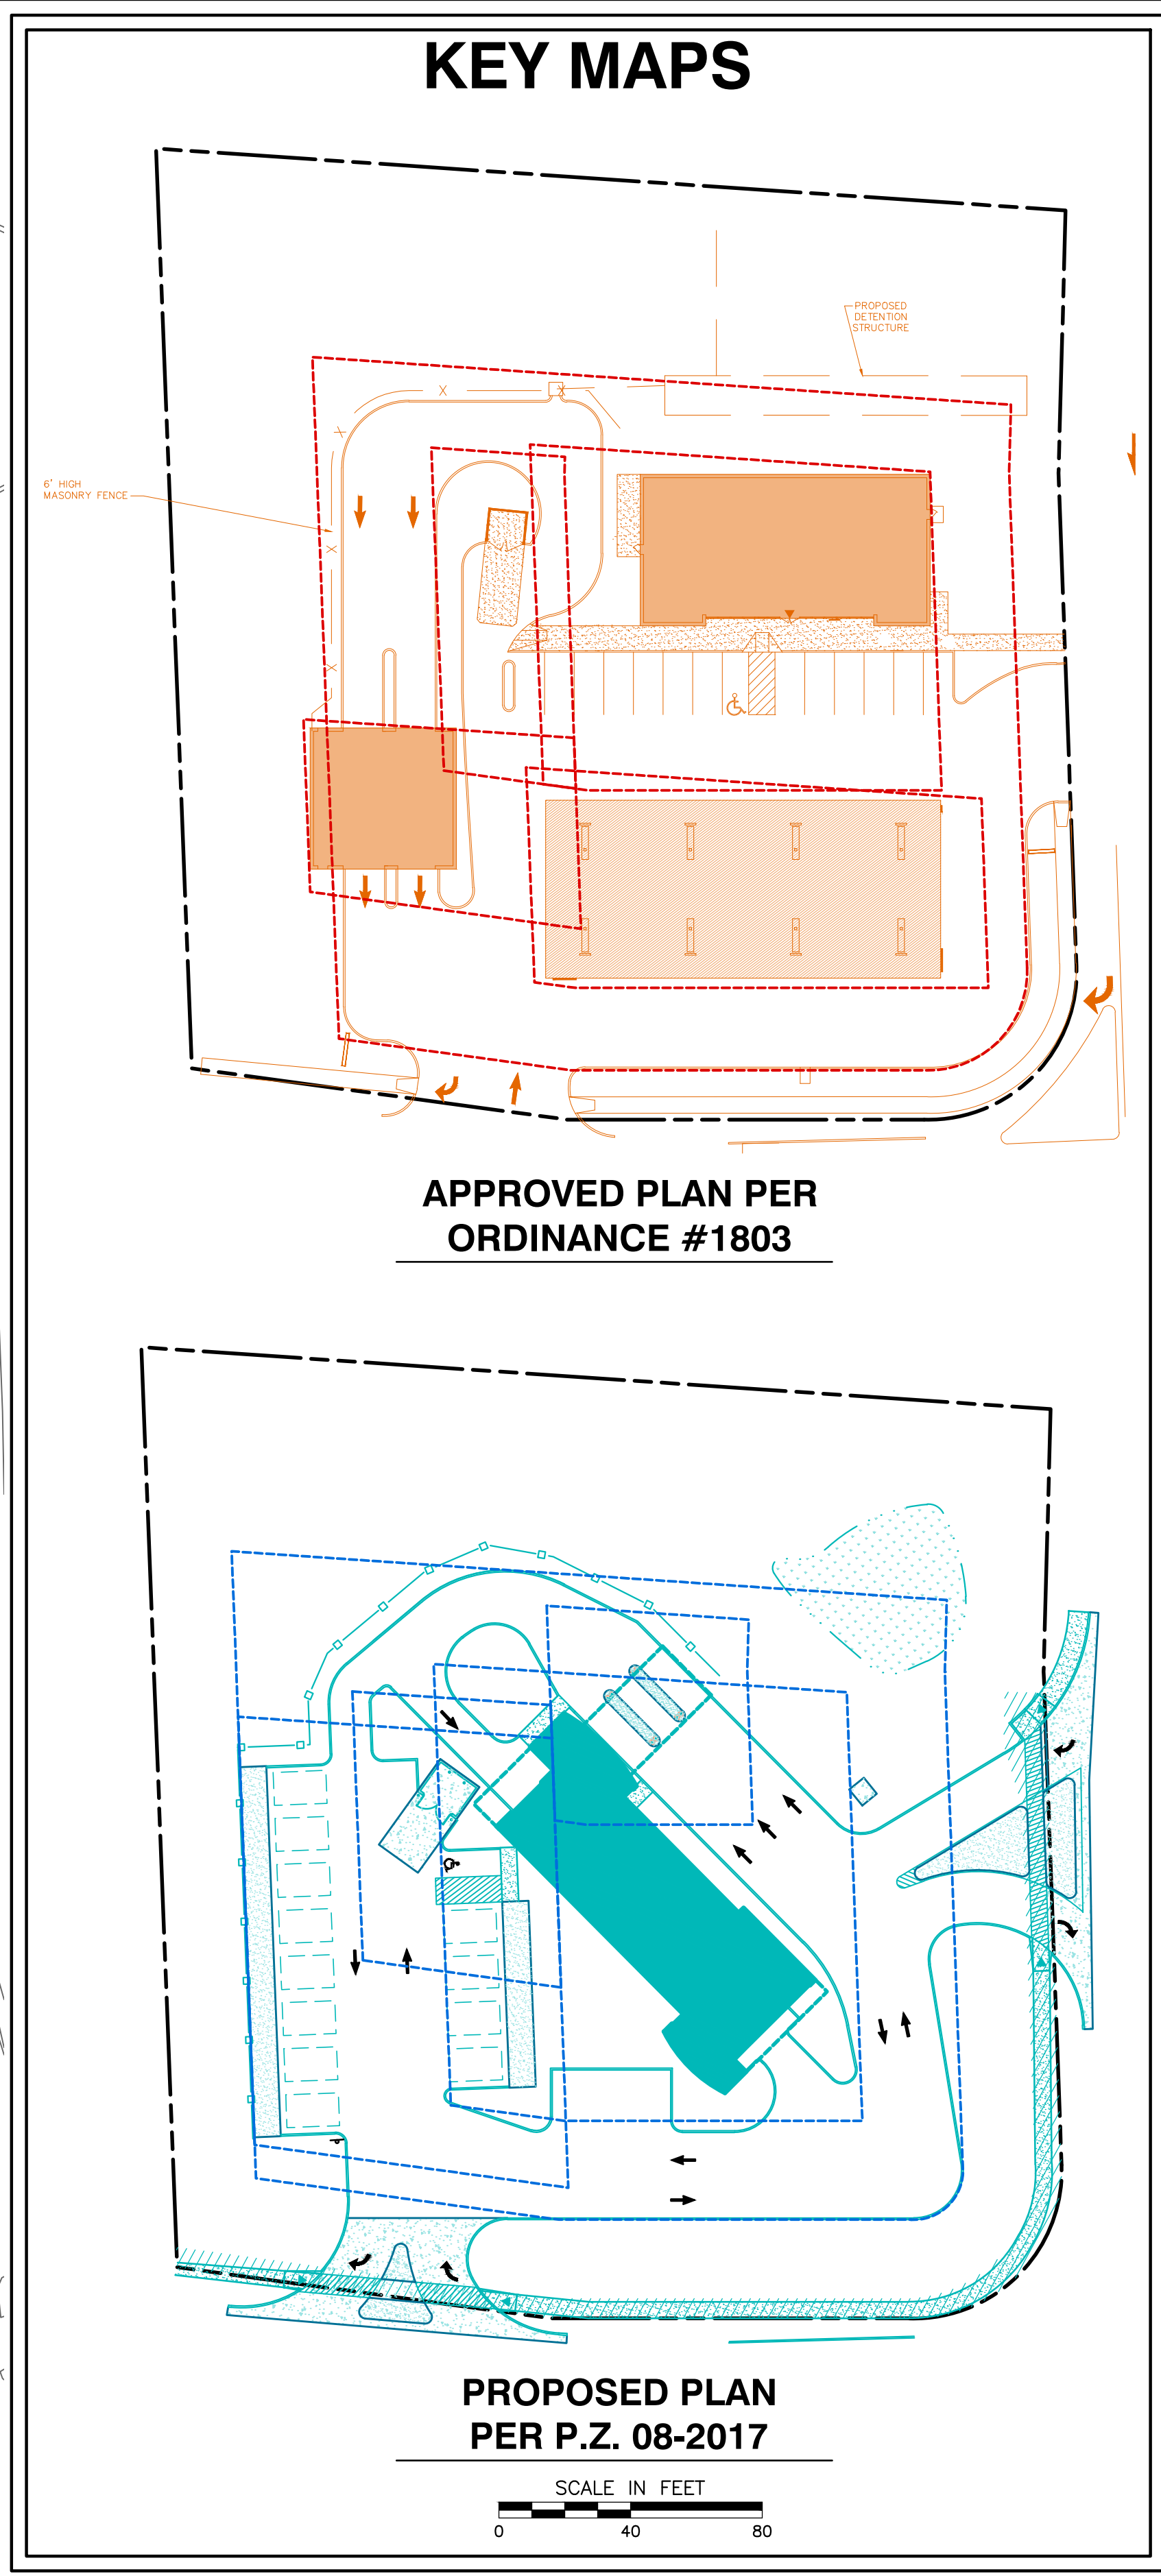 KEY MAPS
PROPOSED
DETENTION
STRUCTURE
6' HIGH
MASONRY FENCE
APPROVED PLAN PER
ORDINANCE #1803
PROPOSED PLAN
PER P.Z. 08-2017
SCALE IN FEET
0 40 80